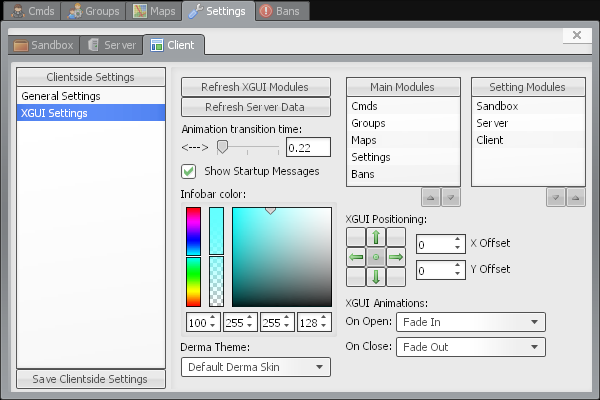 Cmds Groups Maps Settings Bans
Sandbox Server Client
Clientside Settings
General Settings
XGUI Settings
Save Clientside Settings
Refresh XGUI Modules
Refresh Server Data
Animation transition time:
<---> 0.22
Show Startup Messages
Infobar color:
100 255 255 128
Derma Theme:
Default Derma Skin
Main Modules
Cmds
Groups
Maps
Settings
Bans
Setting Modules
Sandbox
Server
Client
XGUI Positioning:
0 X Offset
0 Y Offset
XGUI Animations:
On Open: Fade In
On Close: Fade Out